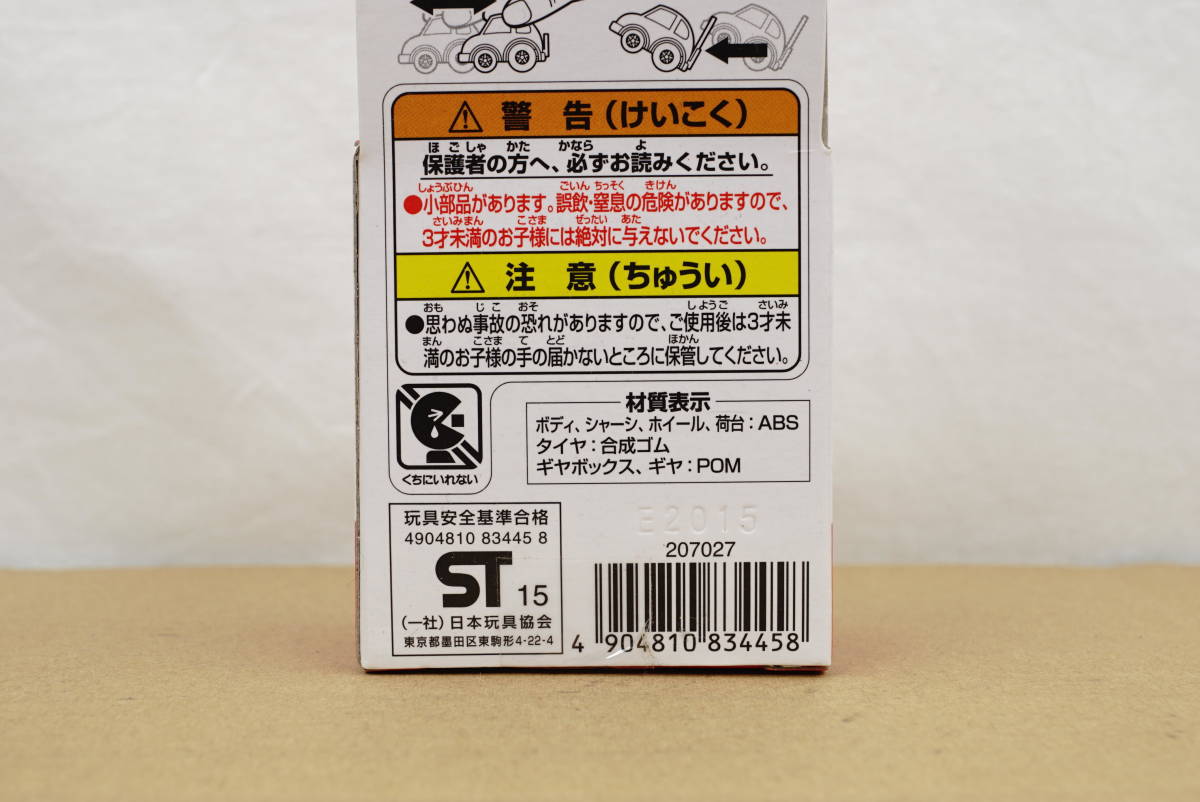 警告(けいこく)
ほごしゃ かた かなら よ
保護者の方へ、必ずお読みください。
しょうぶひん ごいん ちっそく きけん
●小部品があります。誤飲・窒息の危険がありますので、
さいみまん こさま ぜったい あた
3才未満のお子様には絶対に与えないでください。
注意(ちゅうい)
おも じこ おそ しようご さいみ
●思わぬ事故の恐れがありますので、ご使用後は3才未
まん こさま て とど ほかん
満のお子様の手の届かないところに保管してください。
くちにいれない
材質表示
ボディ、シャーシ、ホイール、荷台:ABS
タイヤ:合成ゴム
ギヤボックス、ギヤ:POM
玩具安全基準合格
4904810 83445 8
ST 15
(一社)日本玩具協会
東京都墨田区東駒形4-22-4
E2015
207027
4 904810 834458